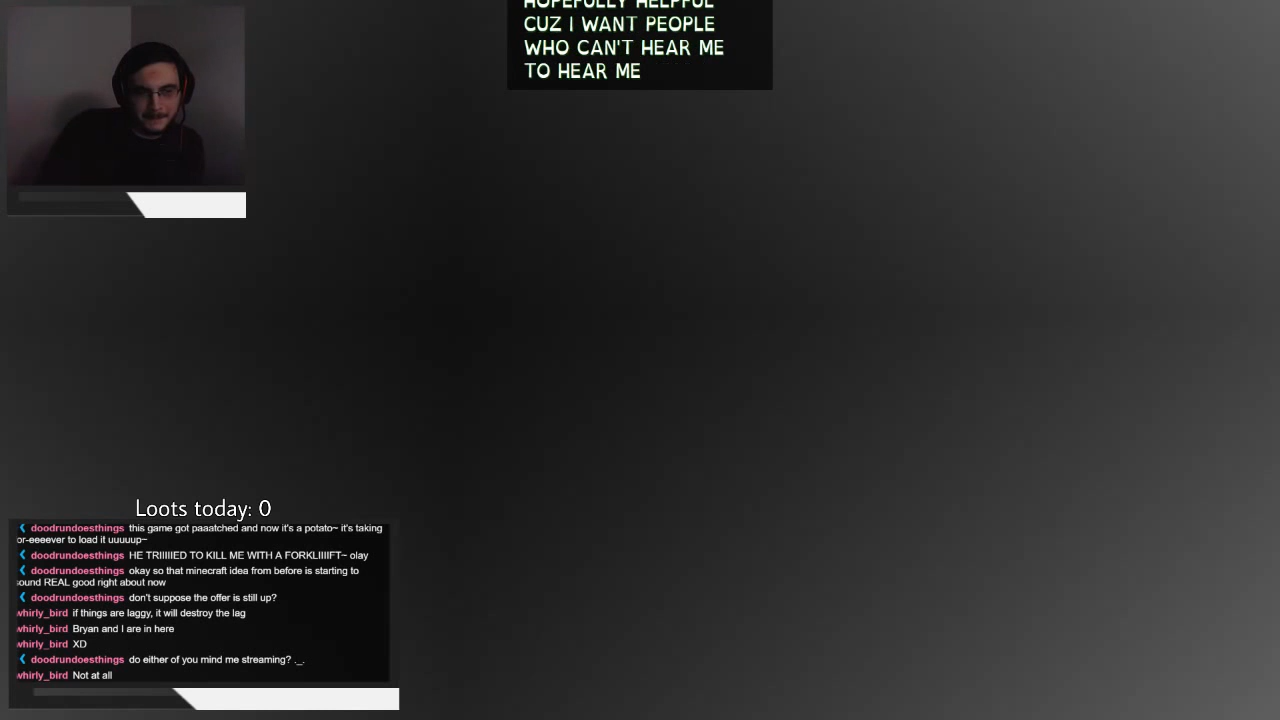 HOPEFULLY HELPFUL
CUZ I WANT PEOPLE
WHO CAN'T HEAR ME
TO HEAR ME
Loots today: 0
doodrundoesthings this game got paaatched and now it's a potato~ it's taking
or-eeeever to load it uuuuup~
doodrundoesthings HE TRIIIIIED TO KILL ME WITH A FORKLIIIIFT~ olay
doodrundoesthings okay so that minecraft idea from before is starting to
sound REAL good right about now
doodrundoesthings don't suppose the offer is still up?
whirly_bird if things are laggy, it will destroy the lag
whirly_bird Bryan and I are in here
whirly_bird XD
doodrundoesthings do either of you mind me streaming? ._.
whirly_bird Not at all